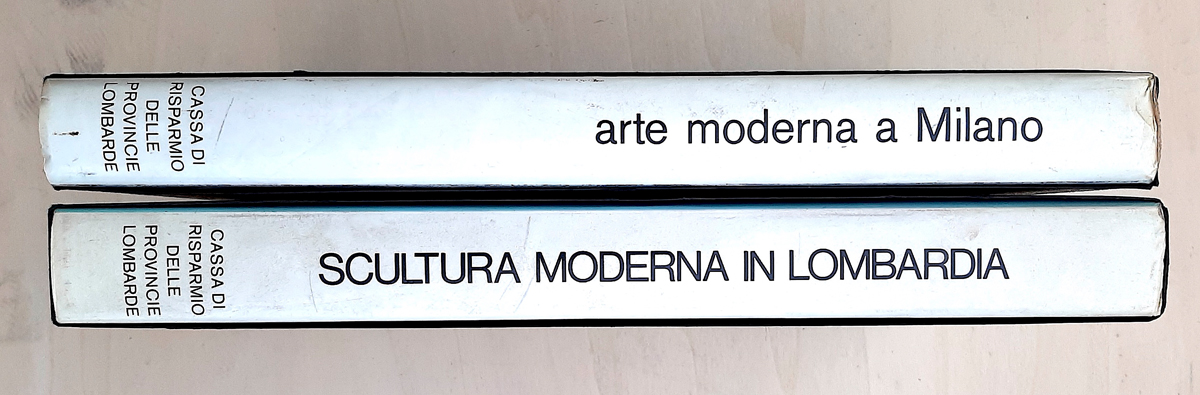 arte moderna a Milano
CASSA DI
RISPARMIO
DELLE
PROVINCIE
LOMBARDE
SCULTURA MODERNA IN LOMBARDIA
CASSA DI
RISPARMIO
DELLE
PROVINCIE
LOMBARDE